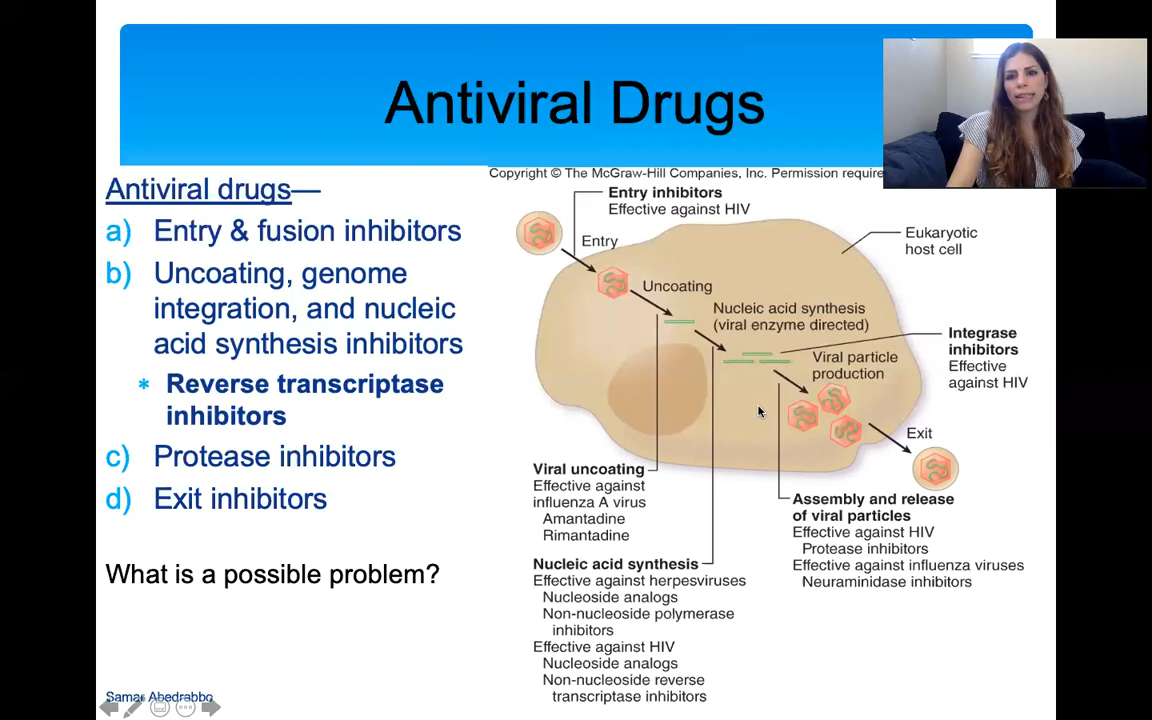 Antiviral Drugs
Antiviral drugs—
a) Entry & fusion inhibitors
b) Uncoating, genome
integration, and nucleic
acid synthesis inhibitors
* Reverse transcriptase
inhibitors
c) Protease inhibitors
d) Exit inhibitors
What is a possible problem?
Samar Abedrabbo
Copyright © The McGraw-Hill Companies, Inc. Permission require
Entry inhibitors
Effective against HIV
Entry
Eukaryotic
host cell
Uncoating
Nucleic acid synthesis
(viral enzyme directed)
Integrase
inhibitors
Effective
against HIV
Viral particle
production
Exit
Viral uncoating
Effective against
influenza A virus
Amantadine
Rimantadine
Assembly and release
of viral particles
Effective against HIV
Protease inhibitors
Effective against influenza viruses
Neuraminidase inhibitors
Nucleic acid synthesis
Effective against herpesviruses
Nucleoside analogs
Non-nucleoside polymerase
inhibitors
Effective against HIV
Nucleoside analogs
Non-nucleoside reverse
transcriptase inhibitors